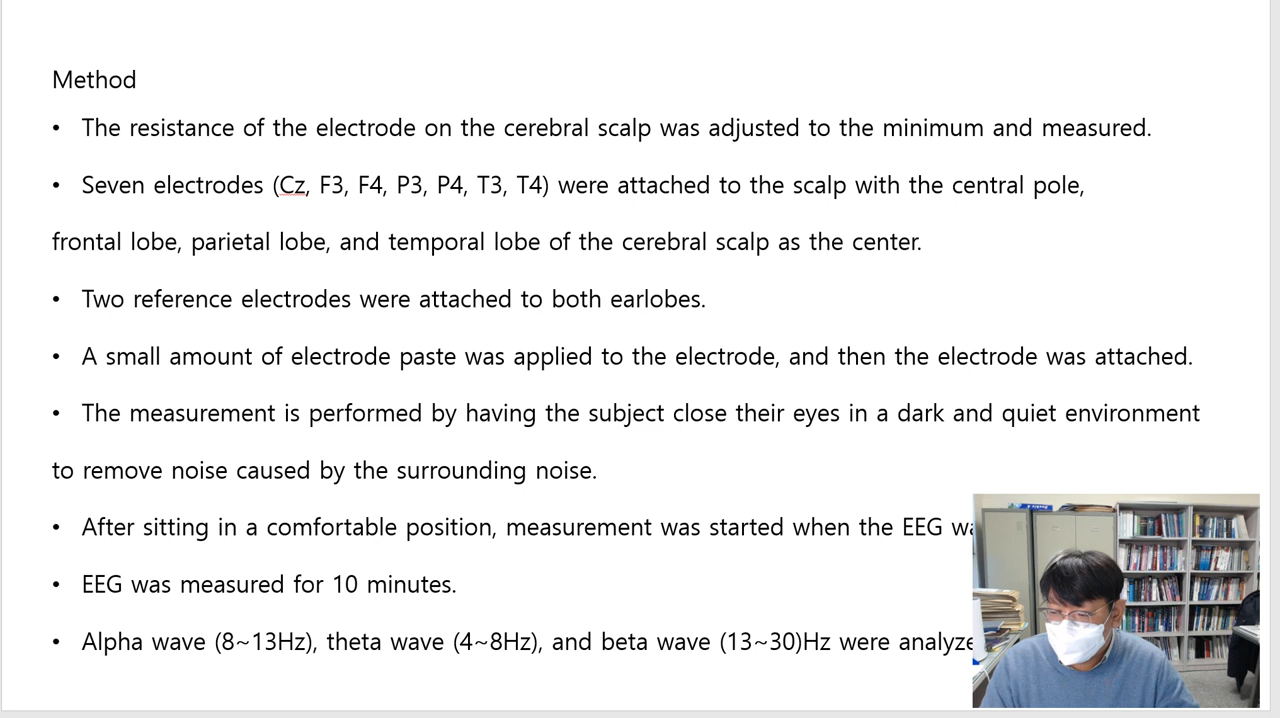 Method
• The resistance of the electrode on the cerebral scalp was adjusted to the minimum and measured.
• Seven electrodes (Cz, F3, F4, P3, P4, T3, T4) were attached to the scalp with the central pole,
frontal lobe, parietal lobe, and temporal lobe of the cerebral scalp as the center.
• Two reference electrodes were attached to both earlobes.
• A small amount of electrode paste was applied to the electrode, and then the electrode was attached.
• The measurement is performed by having the subject close their eyes in a dark and quiet environment
to remove noise caused by the surrounding noise.
• After sitting in a comfortable position, measurement was started when the EEG
• EEG was measured for 10 minutes.
• Alpha wave (8~13Hz), theta wave (4~8Hz), and beta wave (13~30)Hz were